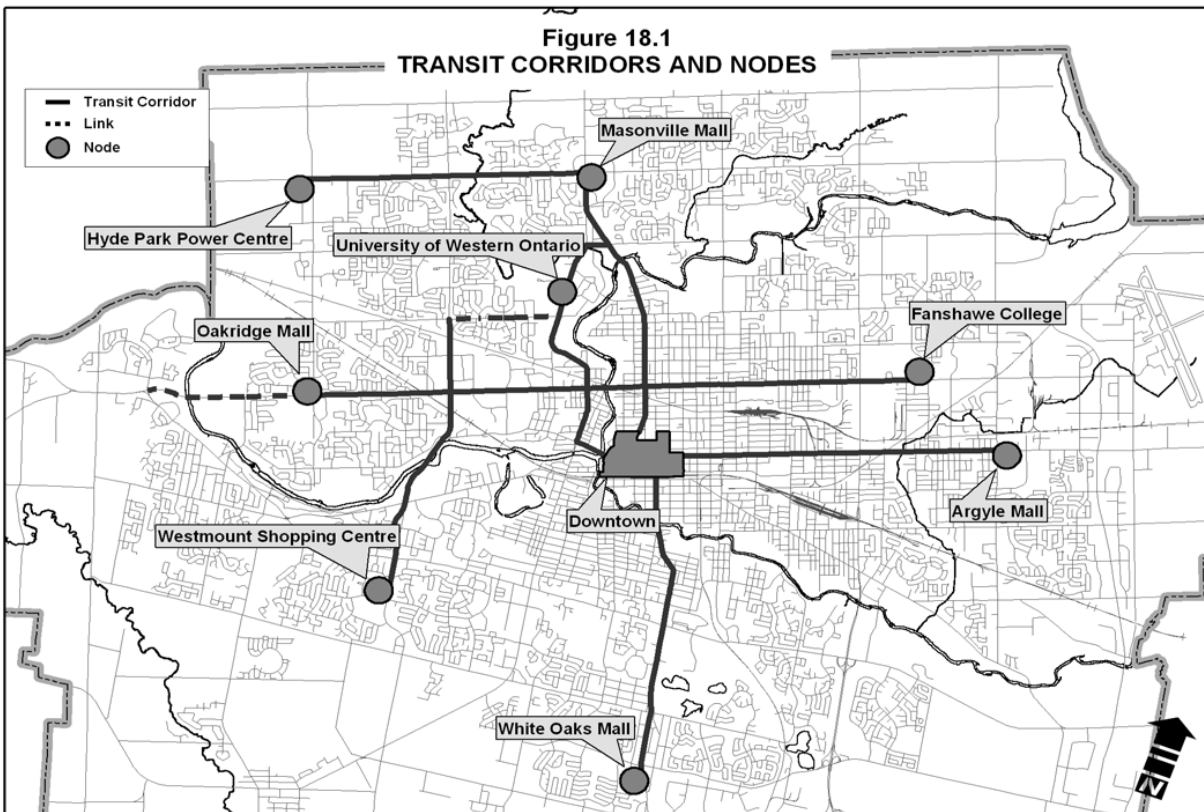 Figure 18.1
TRANSIT CORRIDORS AND NODES
Transit Corridor
Link
Node
Masonville Mall
Hyde Park Power Centre
University of Western Ontario
Oakridge Mall
Fanshawe College
Westmount Shopping Centre
Downtown
Argyle Mall
White Oaks Mall
N